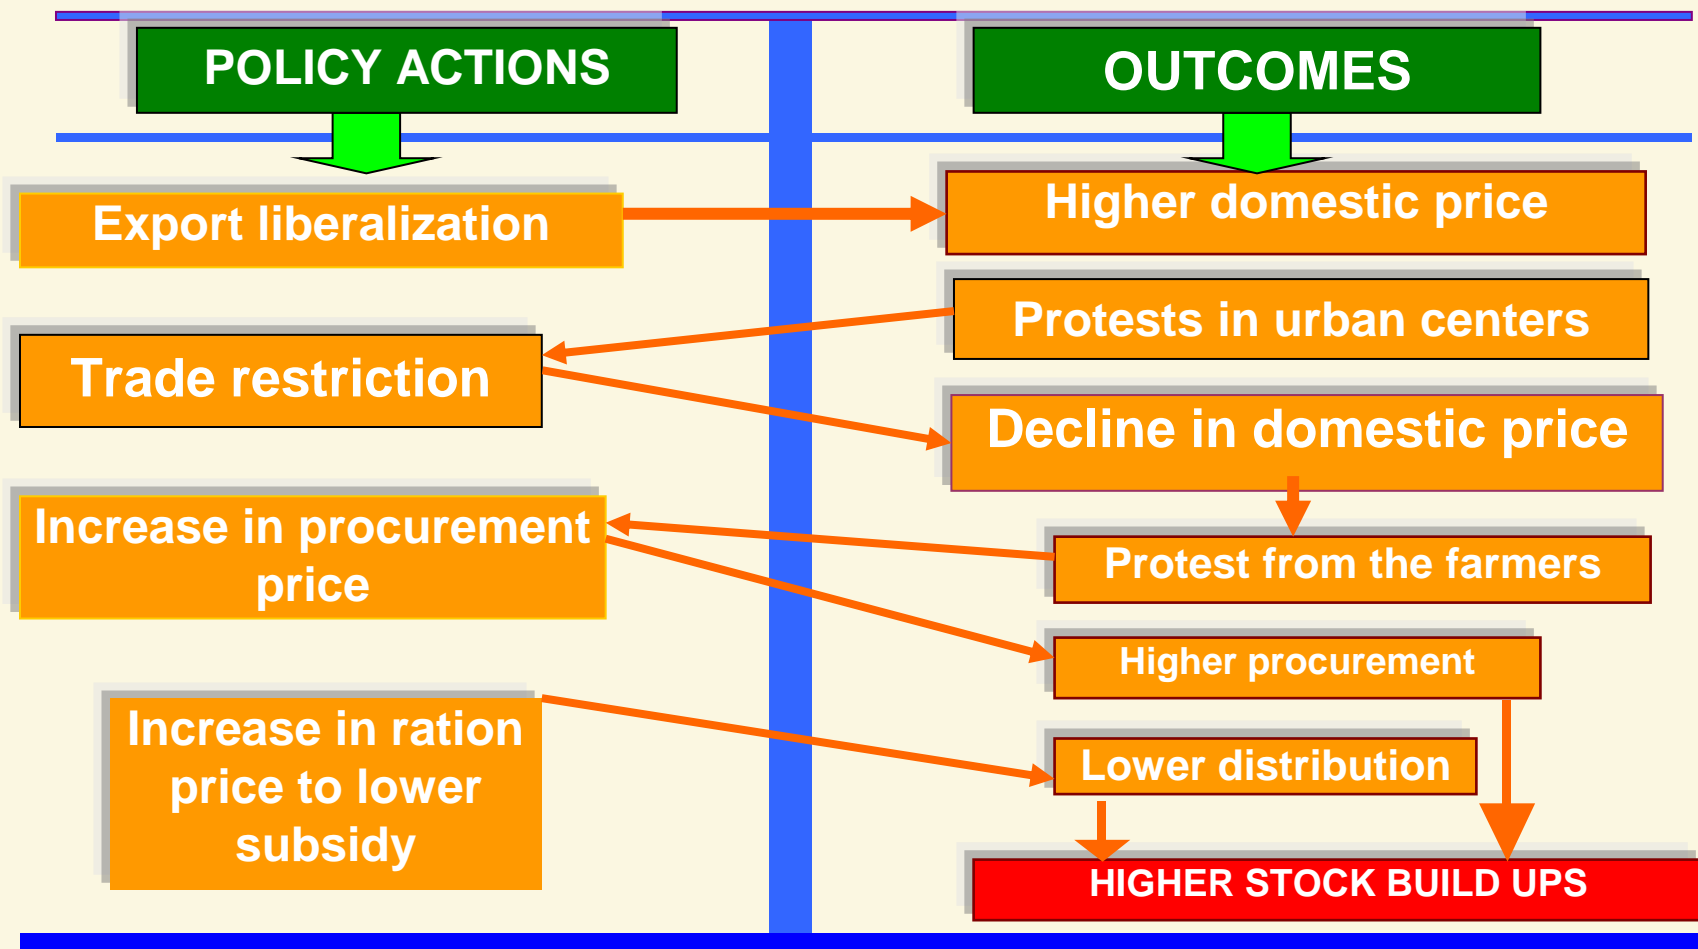 POLICY ACTIONS
OUTCOMES
Export liberalization
Higher domestic price
Protests in urban centers
Trade restriction
Decline in domestic price
Increase in procurement
price
Protest from the farmers
Higher procurement
Increase in ration
price to lower
subsidy
Lower distribution
HIGHER STOCK BUILD UPS